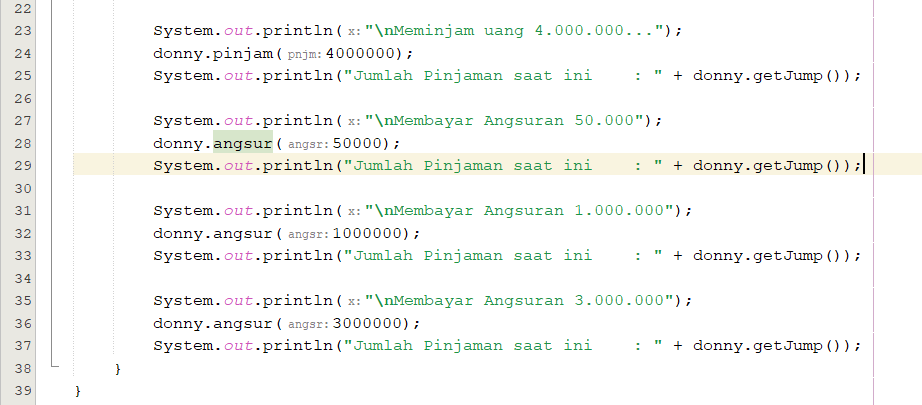 22
23 System.out.println( x: "\nMeminjam uang 4.000.000...");
24 donny.pinjam( pnjm: 4000000);
25 System.out.println("Jumlah Pinjaman saat ini    : " + donny.getJump());
26
27 System.out.println( x: "\nMembayar Angsuran 50.000");
28 donny.angsur( angsr: 50000);
29 System.out.println("Jumlah Pinjaman saat ini    : " + donny.getJump());
30
31 System.out.println( x: "\nMembayar Angsuran 1.000.000");
32 donny.angsur( angsr: 1000000);
33 System.out.println("Jumlah Pinjaman saat ini    : " + donny.getJump());
34
35 System.out.println( x: "\nMembayar Angsuran 3.000.000");
36 donny.angsur( angsr: 3000000);
37 System.out.println("Jumlah Pinjaman saat ini    : " + donny.getJump());
38 }
39 }